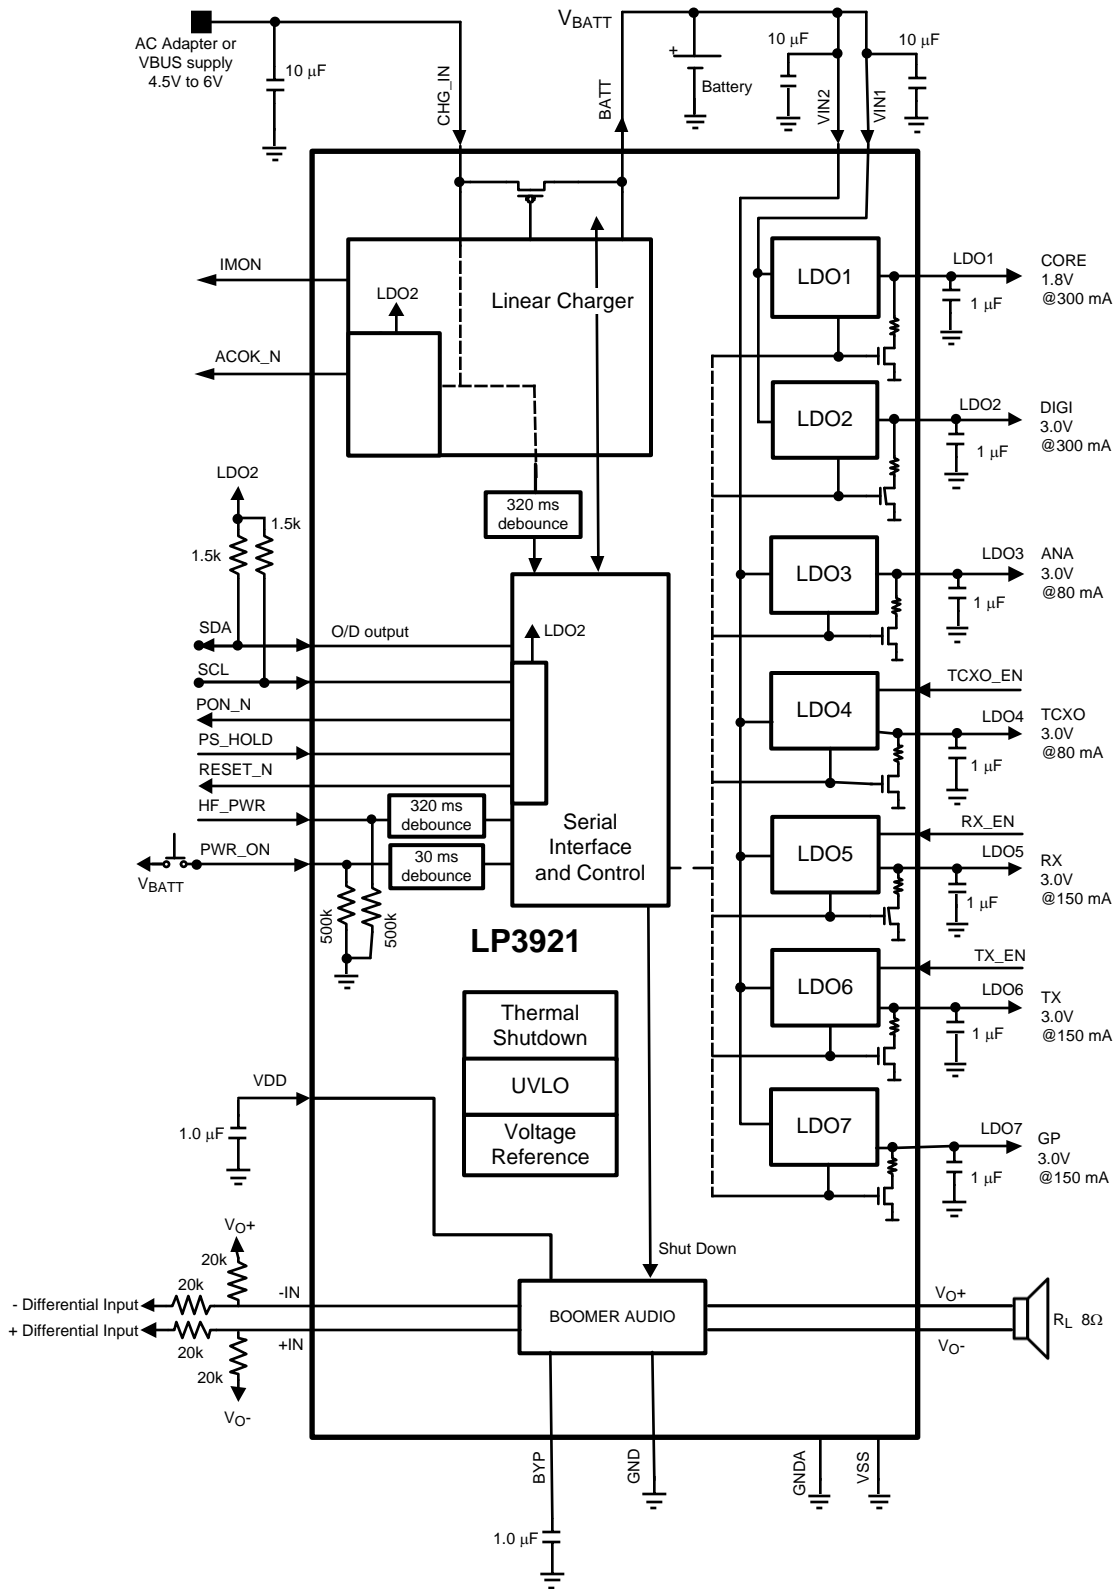 VBATT
AC Adapter or
VBUS supply
4.5V to 6V
10 μF
CHG_IN
BATT
Battery
10 μF
10 μF
VIN2
VIN1
IMON
LDO2
Linear Charger
ACOK_N
LDO1
LDO1
CORE
1.8V
@300 mA
1 μF
LDO2
LDO2
DIGI
3.0V
@300 mA
1 μF
LDO2
1.5k
1.5k
320 ms
debounce
LDO3
LDO3
ANA
3.0V
@80 mA
1 μF
SDA
O/D output
LDO2
SCL
PON_N
PS_HOLD
RESET_N
HF_PWR
320 ms
debounce
PWR_ON
30 ms
debounce
VBATT
500k
500k
Serial
Interface
and Control
TCXO_EN
LDO4
LDO4
TCXO
3.0V
@80 mA
1 μF
RX_EN
LDO5
LDO5
RX
3.0V
@150 mA
1 μF
LP3921
TX_EN
LDO6
LDO6
TX
3.0V
@150 mA
1 μF
Thermal
Shutdown
UVLO
Voltage
Reference
VDD
1.0 μF
LDO7
LDO7
GP
3.0V
@150 mA
1 μF
VO+
20k
20k
Shut Down
-IN
- Differential Input
+ Differential Input
+IN
20k
20k
VO-
BOOMER AUDIO
VO+
VO-
RL 8Ω
BYP
GND
GNDA
VSS
1.0 μF